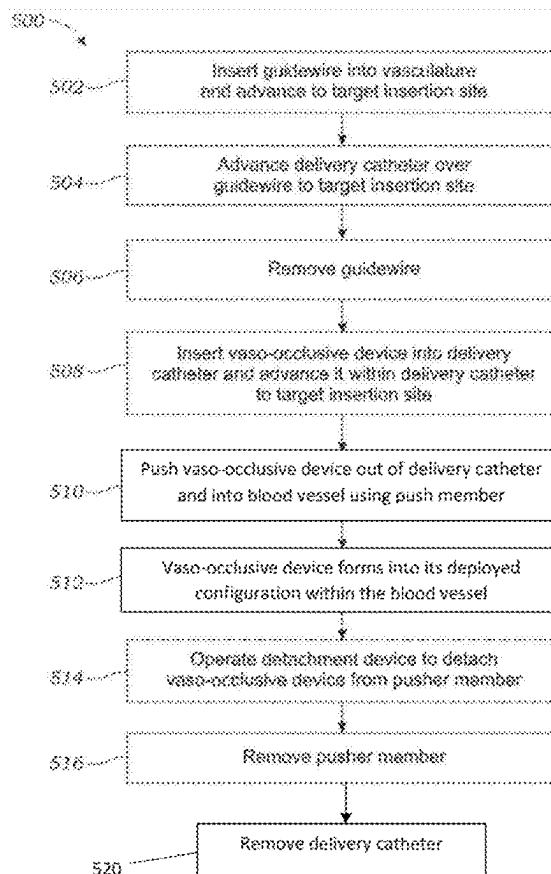 500
502
Insert guidewire into vasculature
and advance to target insertion site
504
Advance delivery catheter over
guidewire to target insertion site
506
Remove guidewire
508
Insert vaso-occlusive device into delivery
catheter and advance it within delivery catheter
to target insertion site
510
Push vaso-occlusive device out of delivery catheter
and into blood vessel using push member
512
Vaso-occlusive device forms into its deployed
configuration within the blood vessel
514
Operate detachment device to detach
vaso-occlusive device from pusher member
516
Remove pusher member
520
Remove delivery catheter